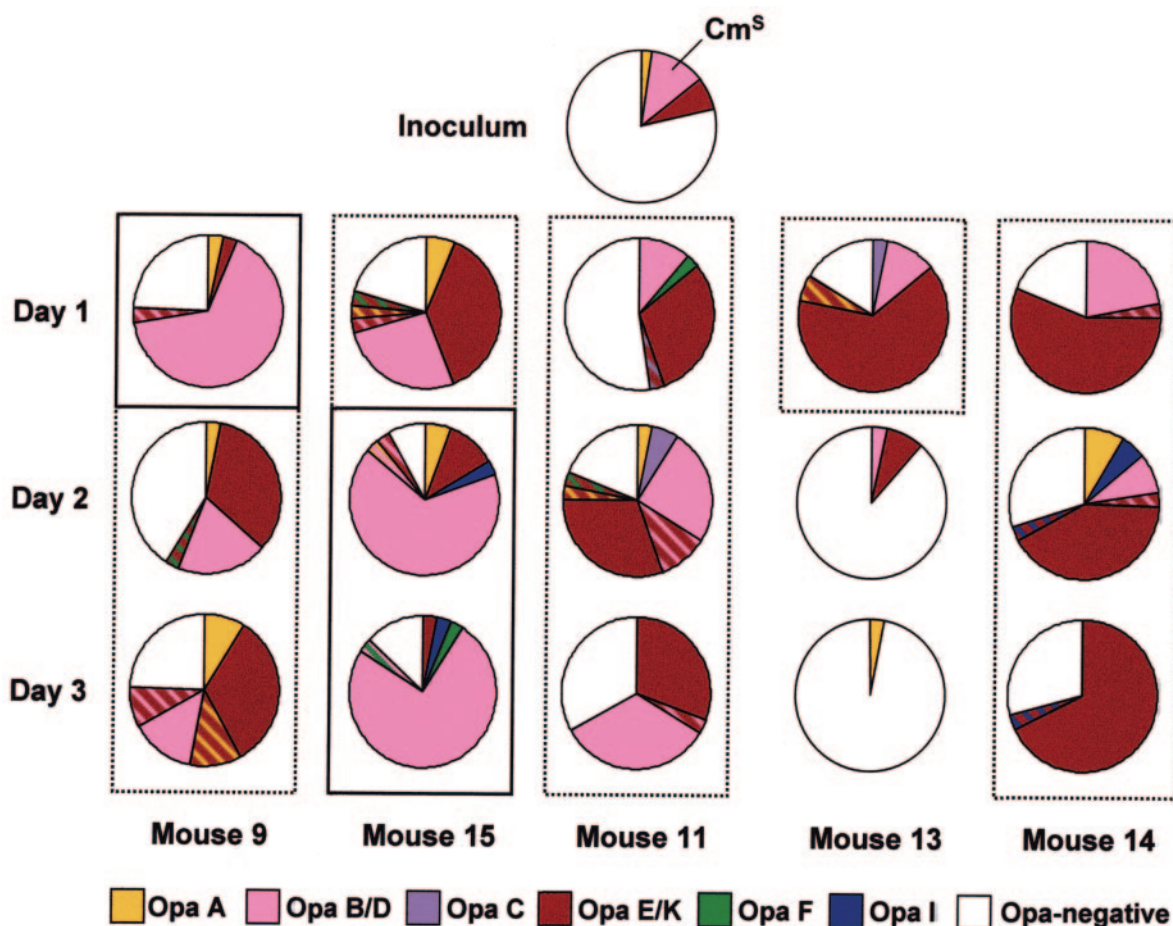 Cm^S
Inoculum
Day 1
Day 2
Day 3
Mouse 9 Mouse 15 Mouse 11 Mouse 13 Mouse 14
Opa A Opa B/D Opa C Opa E/K Opa F Opa I Opa-negative